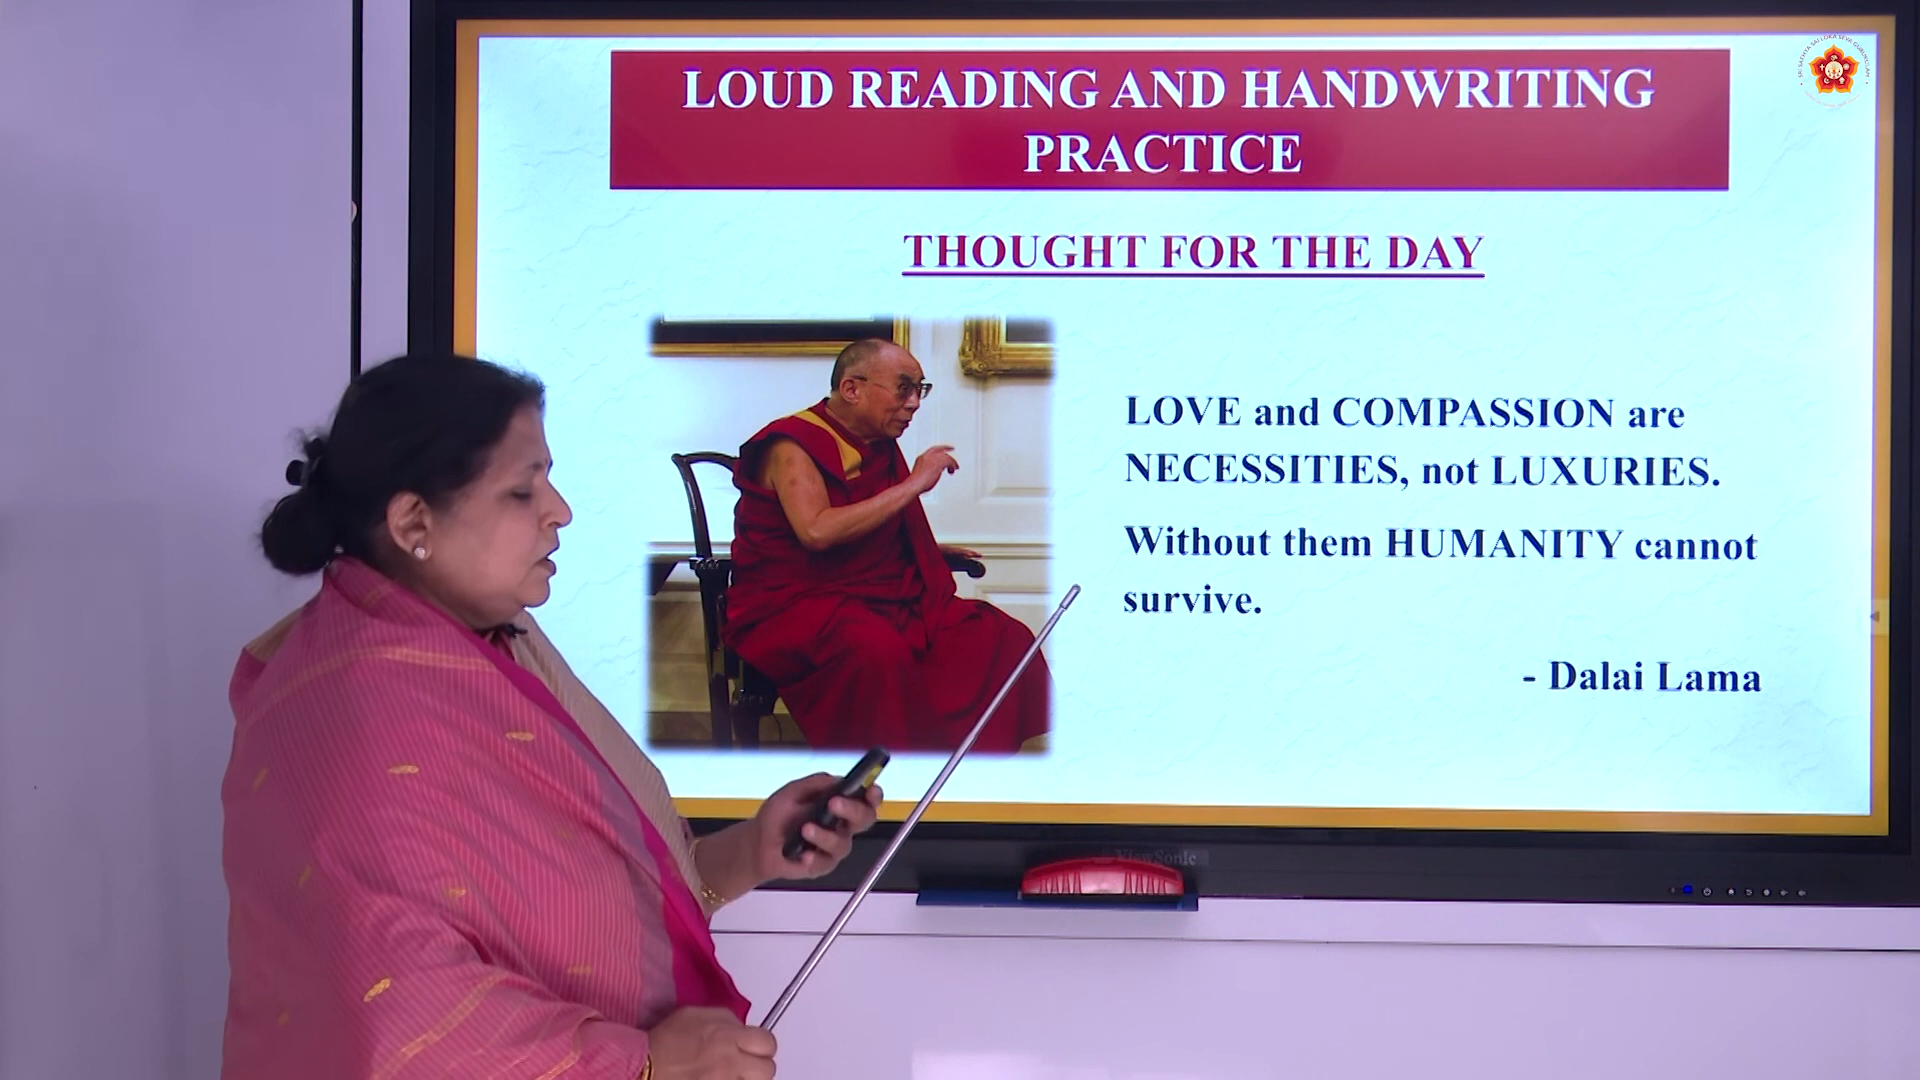 LOUD READING AND HANDWRITING
PRACTICE
THOUGHT FOR THE DAY
LOVE and COMPASSION are
NECESSITIES, not LUXURIES.
Without them HUMANITY cannot
survive.
- Dalai Lama
ViewSonic